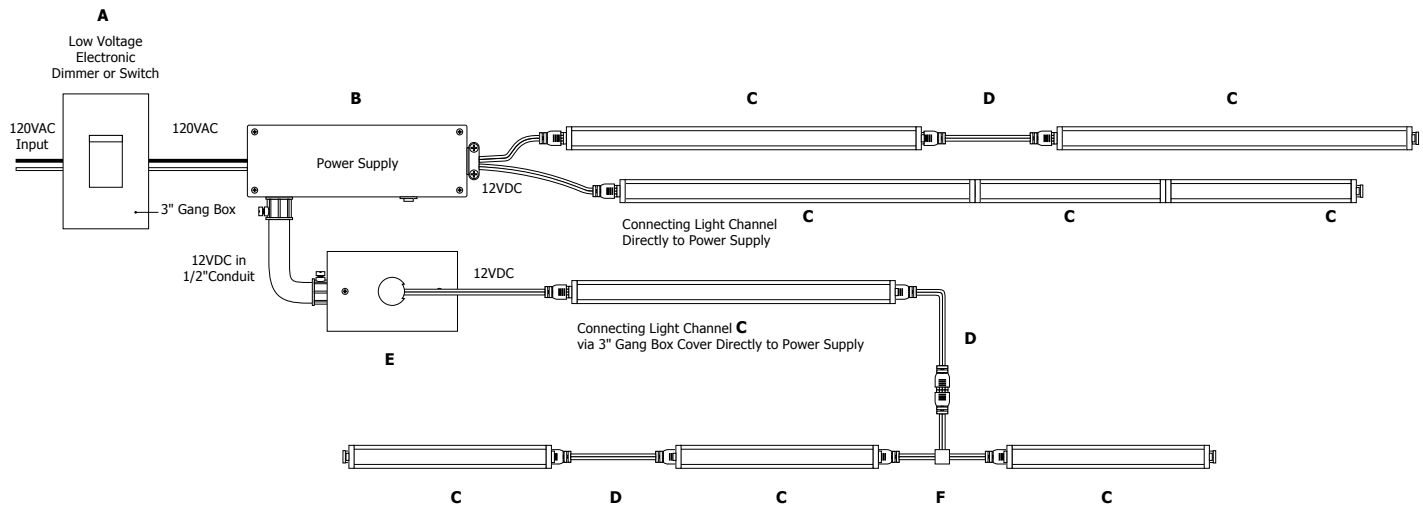 A
Low Voltage
Electronic
Dimmer or Switch
120VAC
Input
120VAC
3" Gang Box
B
Power Supply
12VDC
C
D
C
C
C
C
Connecting Light Channel
Directly to Power Supply
12VDC in
1/2"Conduit
12VDC
E
Connecting Light Channel C
via 3" Gang Box Cover Directly to Power Supply
D
C
D
C
F
C